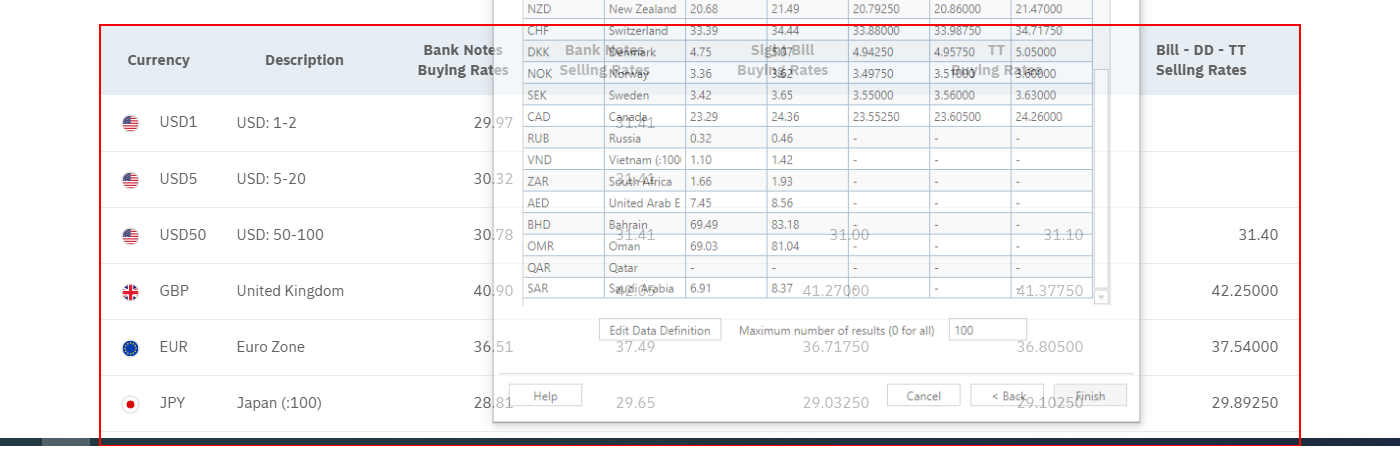 NZD New Zealand 20.68 21.49 20.79250 20.86000 21.47000
CHF Switzerland 33.39 34.44 33.88000 33.98750 34.71750
Currency Description Bank Notes Buying Rates Bank Notes Selling Rates Sight Bill Buying Rates TT Buying Rates Bill - DD - TT Selling Rates
DKK Denmark 4.75 5.07 4.94250 4.95750 5.05000
NOK Norway 3.36 3.62 3.49750 3.51000 3.60000
SEK Sweden 3.42 3.65 3.55000 3.56000 3.63000
CAD Canada 23.29 24.36 23.55250 23.60500 24.26000
USD1 USD: 1-2 29.97 31.41
RUB Russia 0.32 0.46 - - -
VND Vietnam (:100 1.10 1.42 - - -
USD5 USD: 5-20 30.32 31.41
ZAR South Africa 1.66 1.93 - - -
AED United Arab E 7.45 8.56 - - -
BHD Bahrain 69.49 83.18 - - -
USD50 USD: 50-100 30.78 31.41 31.00 31.10 31.40
OMR Oman 69.03 81.04 - - -
QAR Qatar - - - - -
SAR Saudi Arabia 6.91 8.37 - - -
GBP United Kingdom 40.90 42.05 41.27000 41.37750 42.25000
Edit Data Definition Maximum number of results (0 for all) 100
EUR Euro Zone 36.51 37.49 36.71750 36.80500 37.54000
Help Cancel < Back Finish
JPY Japan (:100) 28.81 29.65 29.03250 29.10250 29.89250